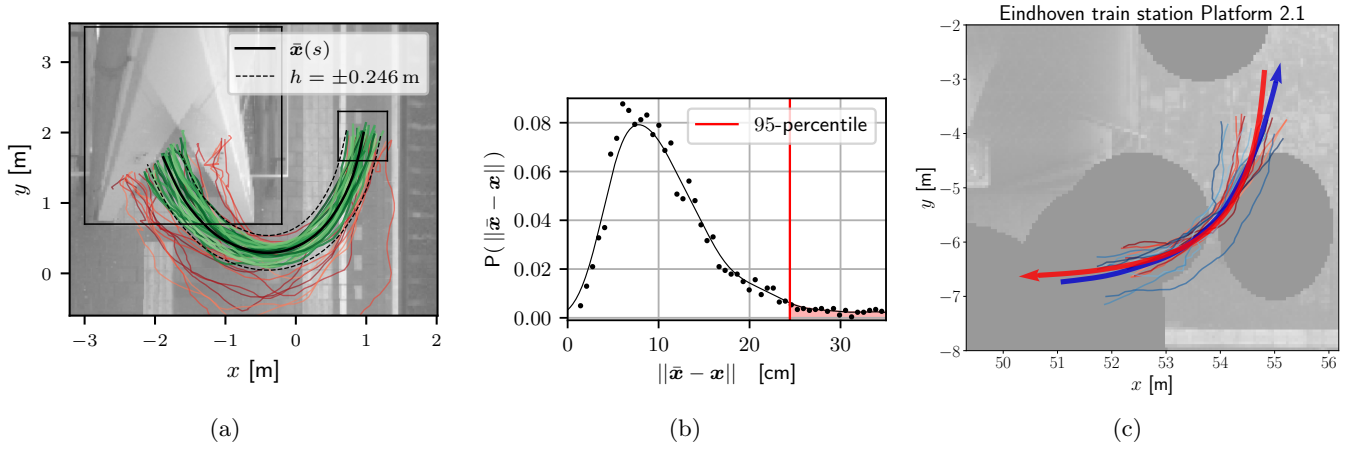 3
2
1
0
y [m]
−3
−2
−1
0
1
2
x [m]
x̄(s)
h = ±0.246 m
(a)
0.08
0.06
0.04
0.02
0.00
P( ||x̄ − x|| )
0
10
20
30
||x̄ − x|| [cm]
95-percentile
(b)
Eindhoven train station Platform 2.1
−2
−3
−4
−5
−6
−7
−8
y [m]
50
51
52
53
54
55
56
x [m]
(c)